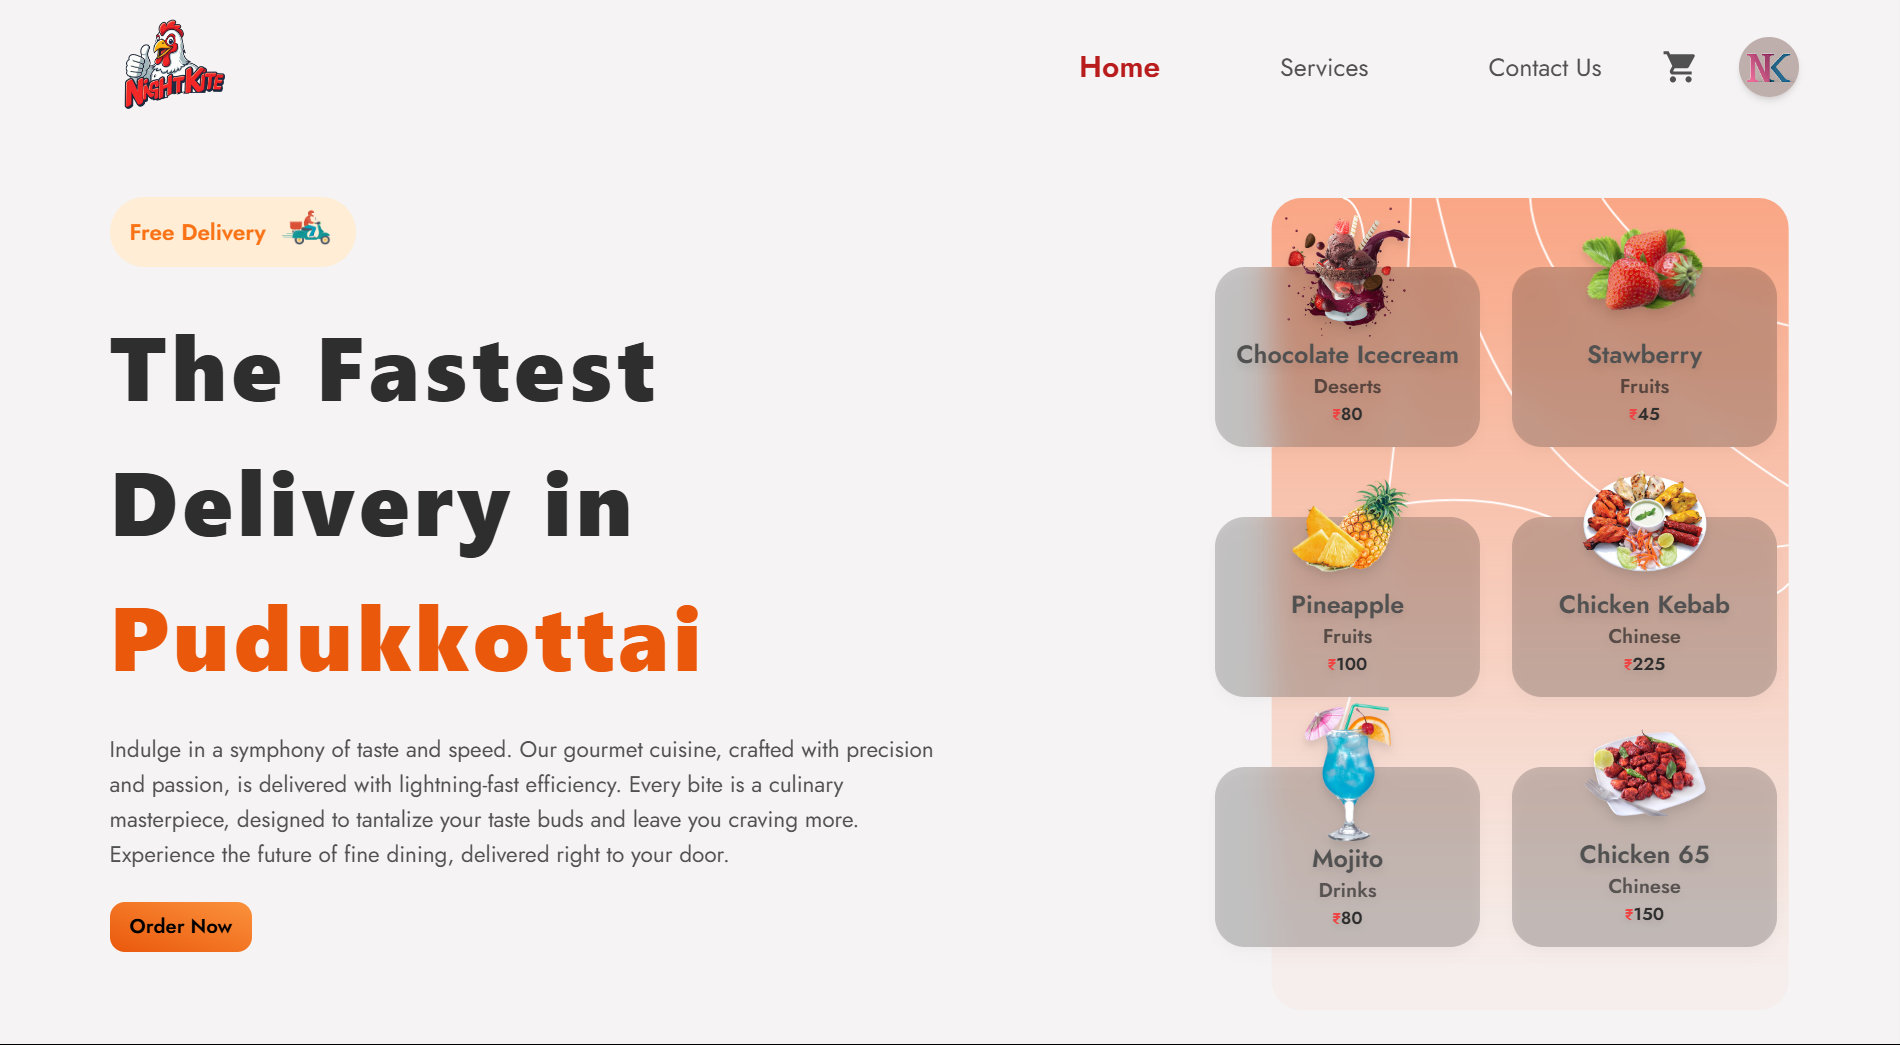 NIGHTKITE
Home
Services
Contact Us
NK
Free Delivery
The Fastest
Delivery in
Pudukkottai
Indulge in a symphony of taste and speed. Our gourmet cuisine, crafted with precision
and passion, is delivered with lightning-fast efficiency. Every bite is a culinary
masterpiece, designed to tantalize your taste buds and leave you craving more.
Experience the future of fine dining, delivered right to your door.
Order Now
Chocolate Icecream
Deserts
₹80
Stawberry
Fruits
₹45
Pineapple
Fruits
₹100
Chicken Kebab
Chinese
₹225
Mojito
Drinks
₹80
Chicken 65
Chinese
₹150